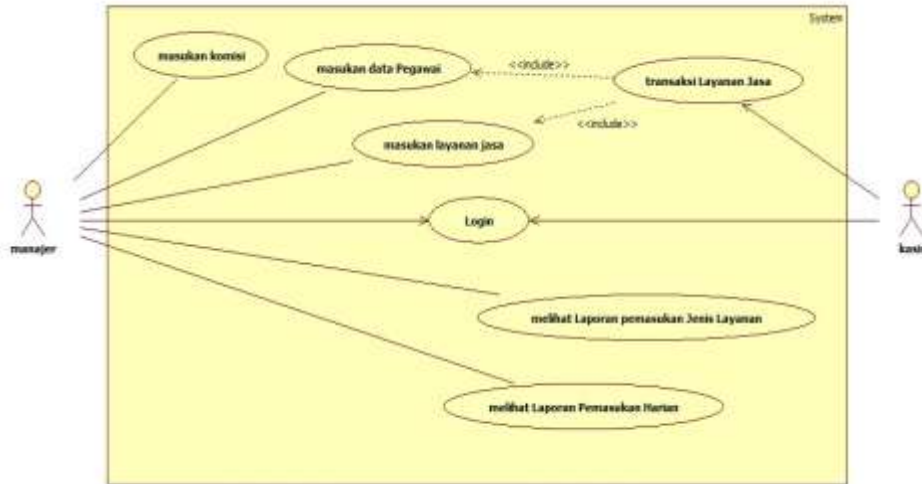 System
masukan komisi
masukan data Pegawai
<<include>>
transaksi Layanan Jasa
<<include>>
masukan layanan jasa
Login
manajer
kasir
melihat Laporan pemasukan Jenis Layanan
melihat Laporan Pemasukan Harian